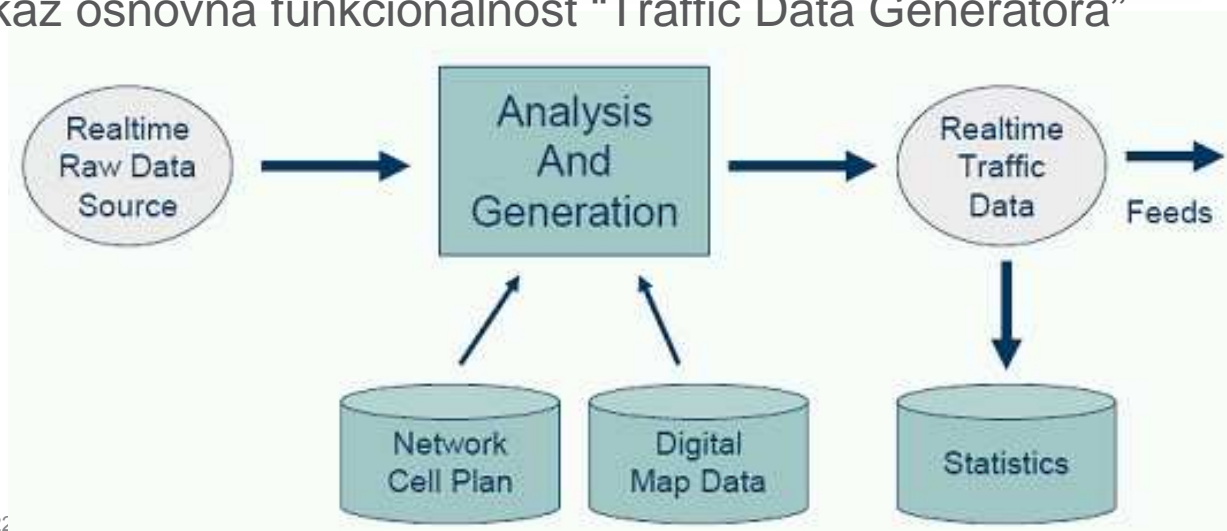 osnovna funkcionalnost “Traffic Data Generatora”
Realtime
Raw Data
Source
Analysis
And
Generation
Realtime
Traffic
Data
Feeds
Network
Cell Plan
Digital
Map Data
Statistics